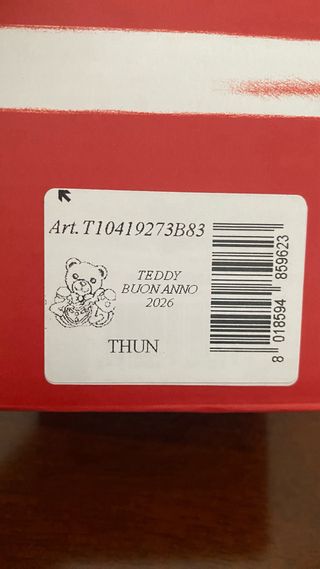 Art. T10419273B83
TEDDY
BUON ANNO
2026
THUN
8 018594 859623